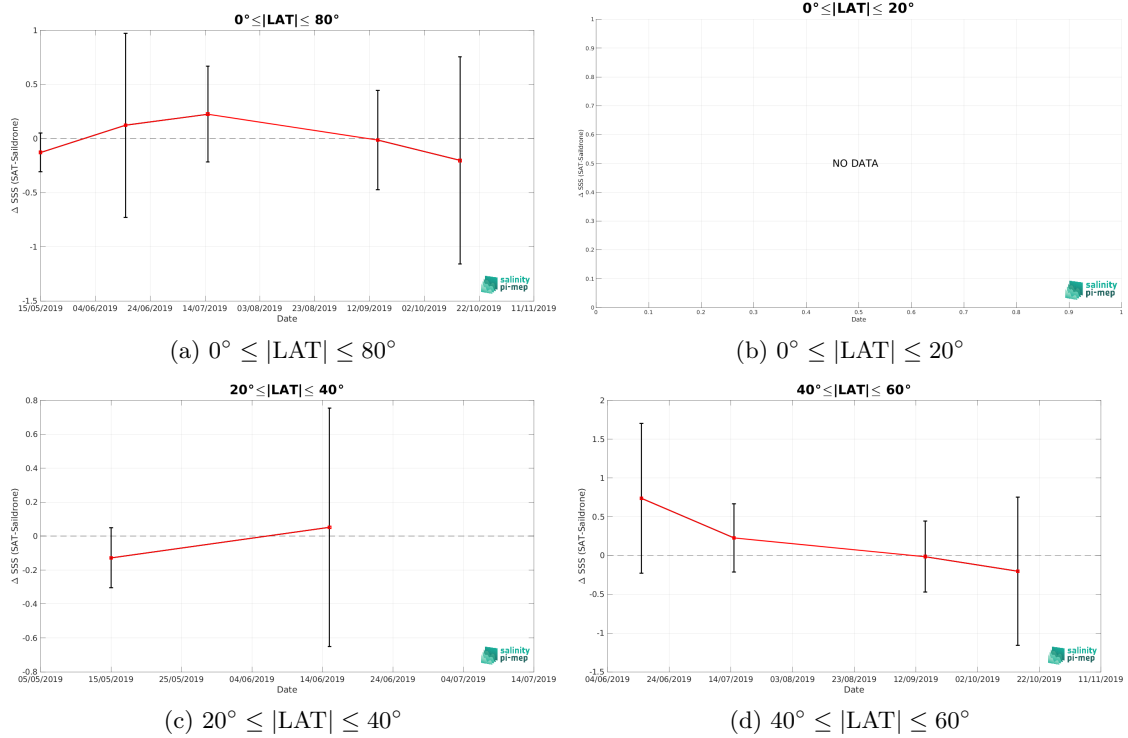 0°≤|LAT|≤ 80°
1
0.5
0
-0.5
-1
-1.5
Δ SSS (SAT-Saildrone)
15/05/2019 04/06/2019 24/06/2019 14/07/2019 03/08/2019 23/08/2019 12/09/2019 02/10/2019 22/10/2019 11/11/2019
Date
salinity
pi-mep
(a) 0° ≤ |LAT| ≤ 80°
0°≤|LAT|≤ 20°
1
0.9
0.8
0.7
0.6
0.5
0.4
0.3
0.2
0.1
0
Δ SSS (SAT-Saildrone)
NO DATA
0 0.1 0.2 0.3 0.4 0.5 0.6 0.7 0.8 0.9 1
Date
salinity
pi-mep
(b) 0° ≤ |LAT| ≤ 20°
20°≤|LAT|≤ 40°
0.8
0.6
0.4
0.2
0
-0.2
-0.4
-0.6
-0.8
Δ SSS (SAT-Saildrone)
05/05/2019 15/05/2019 25/05/2019 04/06/2019 14/06/2019 24/06/2019 04/07/2019 14/07/2019
Date
salinity
pi-mep
(c) 20° ≤ |LAT| ≤ 40°
40°≤|LAT|≤ 60°
2
1.5
1
0.5
0
-0.5
-1
-1.5
Δ SSS (SAT-Saildrone)
04/06/2019 24/06/2019 14/07/2019 03/08/2019 23/08/2019 12/09/2019 02/10/2019 22/10/2019 11/11/2019
Date
salinity
pi-mep
(d) 40° ≤ |LAT| ≤ 60°